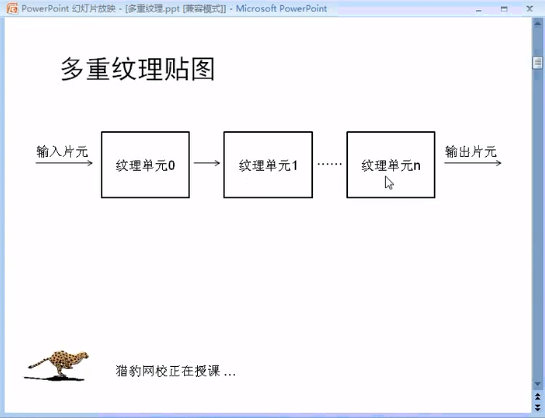 PowerPoint 幻灯片放映 - [多重纹理.ppt [兼容模式]] - Microsoft PowerPoint
多重纹理贴图
输入片元
纹理单元0
纹理单元1
……
纹理单元n
输出片元
猎豹网校正在授课 ...